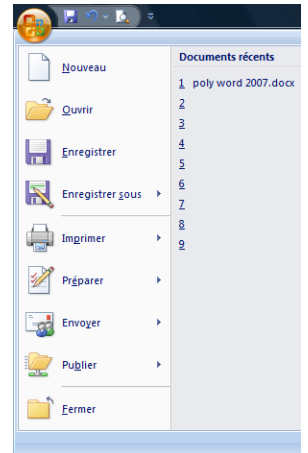 Documents récents
Nouveau
1 poly word 2007.docx
Ouvrir
2
3
Enregistrer
4
5
Enregistrer sous
6
7
Imprimer
8
9
Préparer
Envoyer
Publier
Fermer